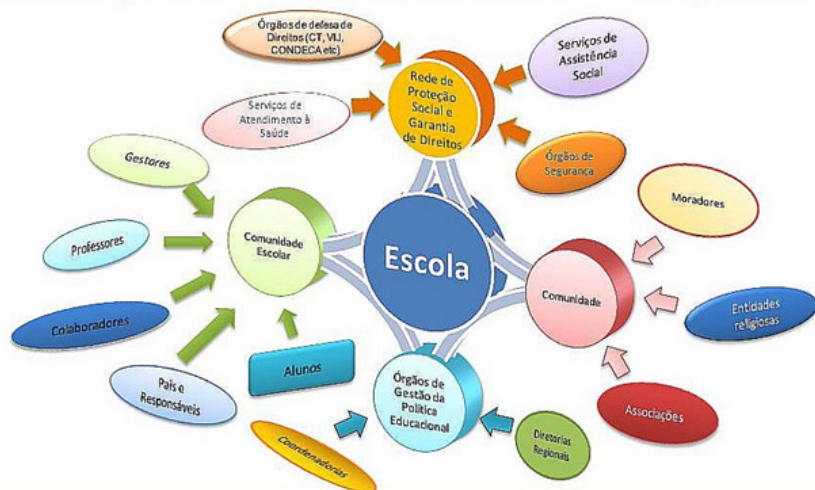 Órgãos de defesa de
Direitos (CT, VIJ,
CONDECA etc)
Serviços de
Assistência
Social
Rede de
Proteção
Social e
Garantia
de Direitos
Serviços de
Atendimento à
Saúde
Órgãos de
Segurança
Gestores
Moradores
Professores
Comunidade
Escolar
Escola
Comunidade
Entidades
religiosas
Colaboradores
Pais e
Responsáveis
Alunos
Órgãos de
Gestão da
Política
Educacional
Associações
Coordenadorias
Diretorias
Regionais